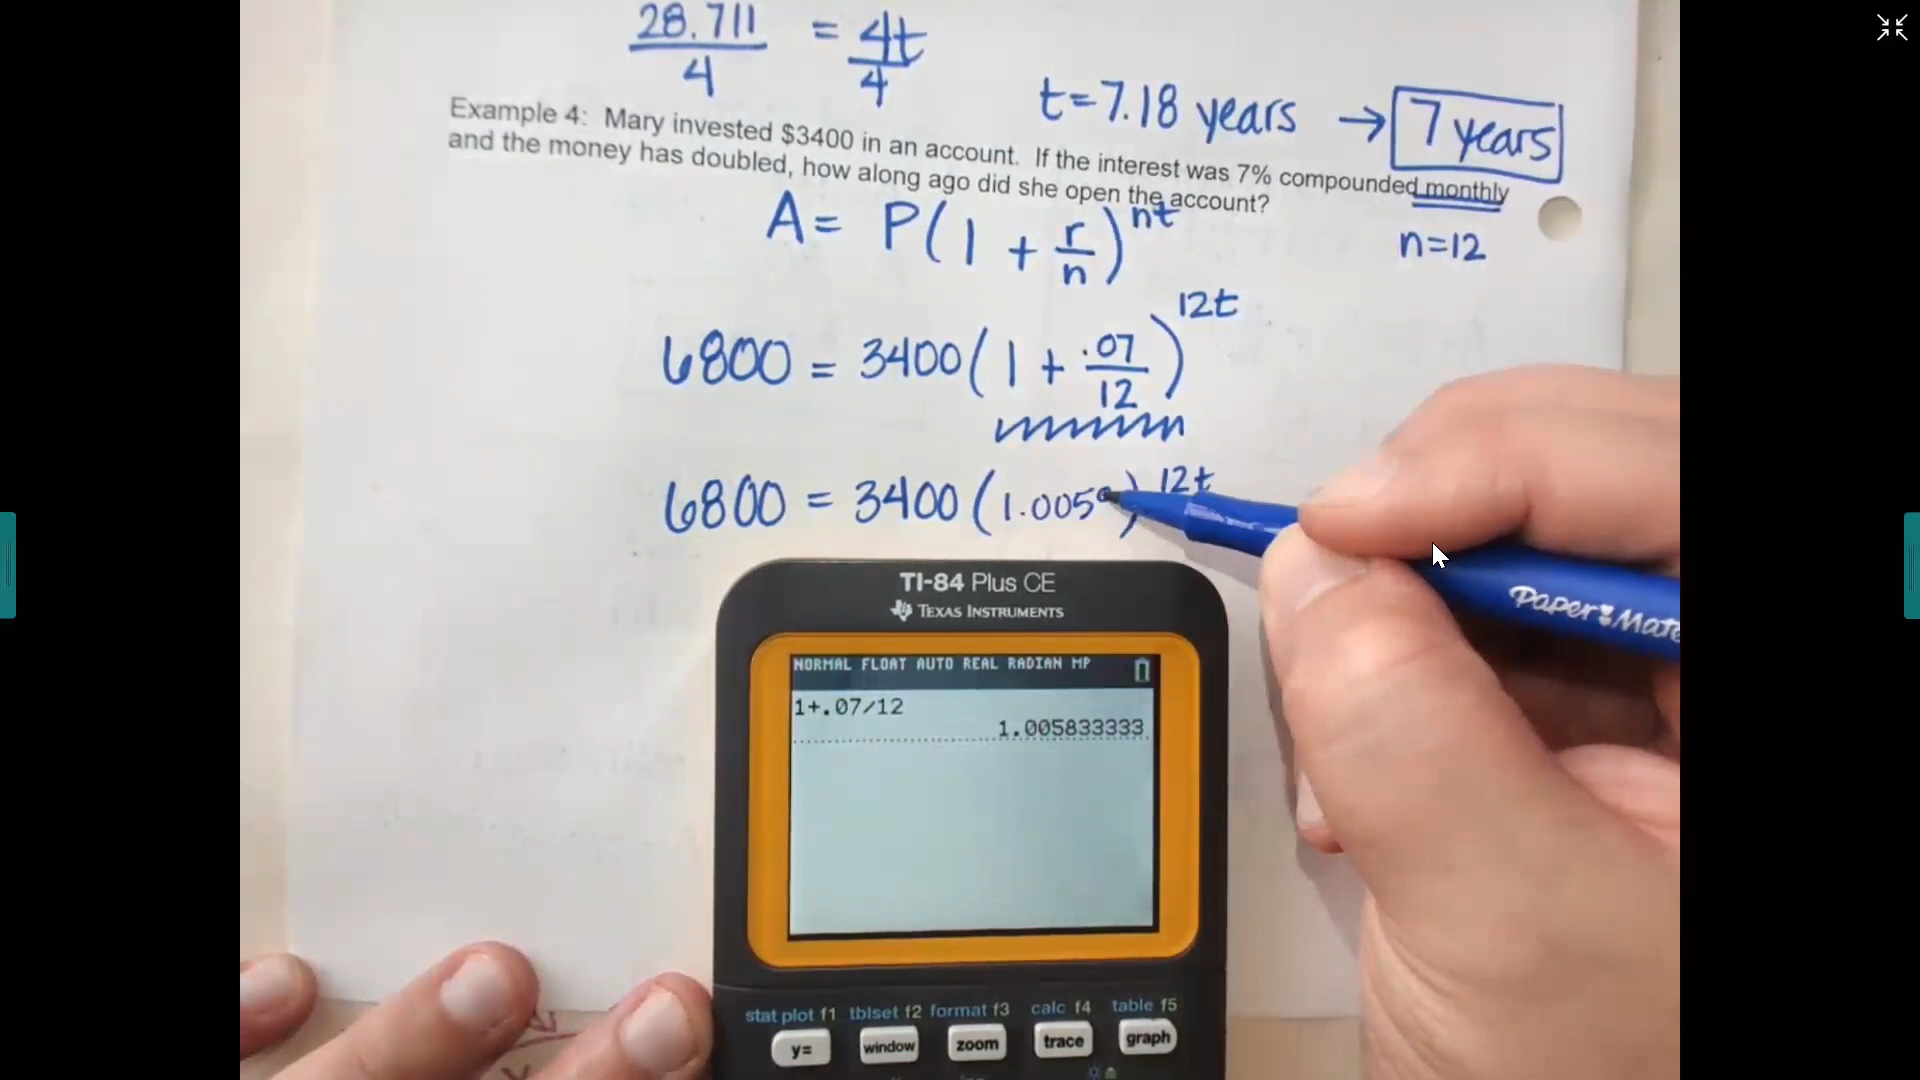 28.711 = 4t
4 4
t=7.18 years → 7 years
Example 4: Mary invested $3400 in an account. If the interest was 7% compounded monthly
and the money has doubled, how along ago did she open the account?
A= P(1 + r/n)^nt
n=12
6800 = 3400(1 + .07/12)^12t
6800 = 3400(1.005 )^12t
TI-84 Plus CE
TEXAS INSTRUMENTS
NORMAL FLOAT AUTO REAL RADIAN MP
1+.07/12
1.005833333
Paper Mate
stat plot f1 tblset f2 format f3 calc f4 table f5
y= window zoom trace graph